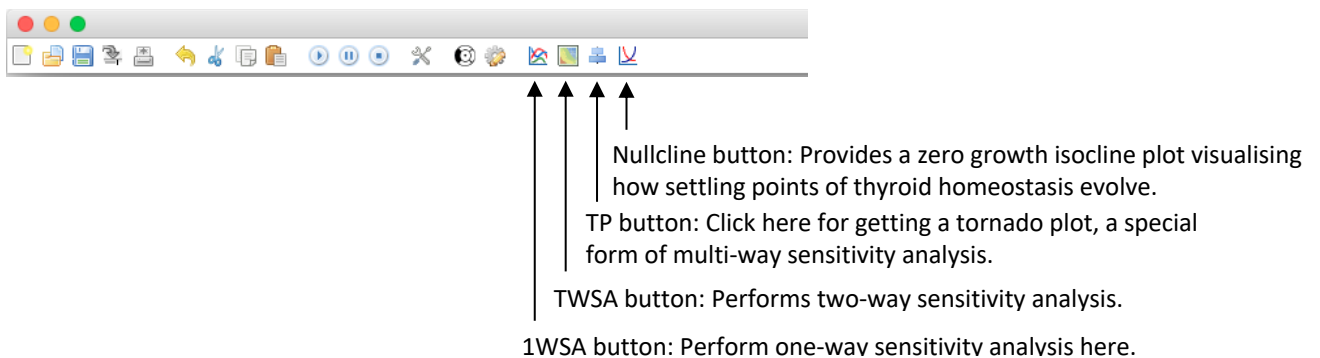 Nullcline button: Provides a zero growth isocline plot visualising
how settling points of thyroid homeostasis evolve.
TP button: Click here for getting a tornado plot, a special
form of multi-way sensitivity analysis.
TWSA button: Performs two-way sensitivity analysis.
1WSA button: Perform one-way sensitivity analysis here.